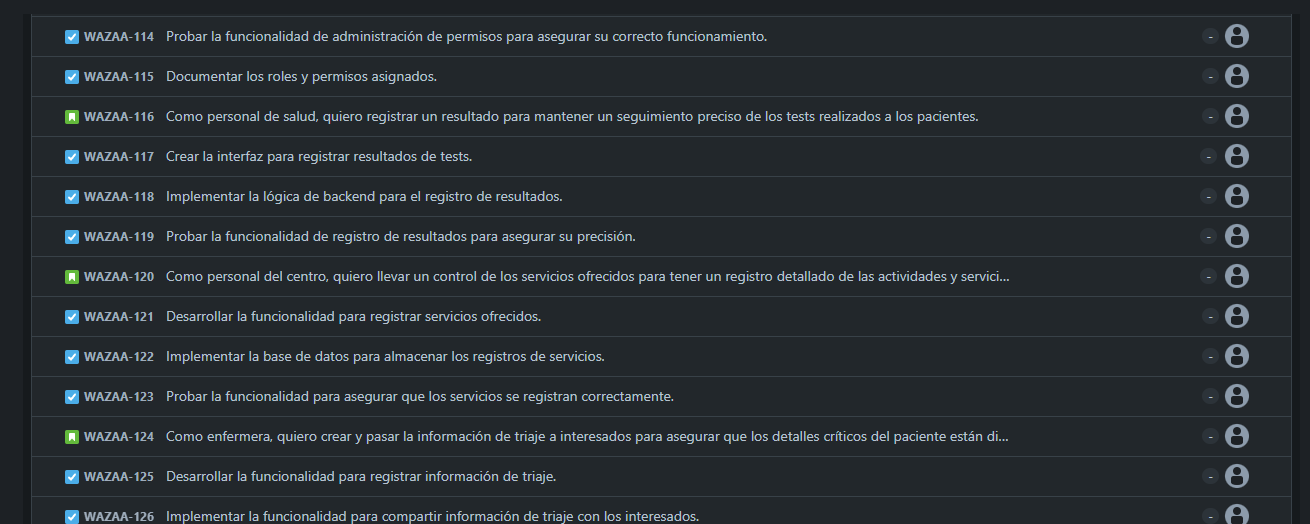 WAZAA-114 Probar la funcionalidad de administración de permisos para asegurar su correcto funcionamiento. -
WAZAA-115 Documentar los roles y permisos asignados. -
WAZAA-116 Como personal de salud, quiero registrar un resultado para mantener un seguimiento preciso de los tests realizados a los pacientes. -
WAZAA-117 Crear la interfaz para registrar resultados de tests. -
WAZAA-118 Implementar la lógica de backend para el registro de resultados. -
WAZAA-119 Probar la funcionalidad de registro de resultados para asegurar su precisión. -
WAZAA-120 Como personal del centro, quiero llevar un control de los servicios ofrecidos para tener un registro detallado de las actividades y servici... -
WAZAA-121 Desarrollar la funcionalidad para registrar servicios ofrecidos. -
WAZAA-122 Implementar la base de datos para almacenar los registros de servicios. -
WAZAA-123 Probar la funcionalidad para asegurar que los servicios se registran correctamente. -
WAZAA-124 Como enfermera, quiero crear y pasar la información de triaje a interesados para asegurar que los detalles críticos del paciente están di... -
WAZAA-125 Desarrollar la funcionalidad para registrar información de triaje. -
WAZAA-126 Implementar la funcionalidad para compartir información de triaje con los interesados. -